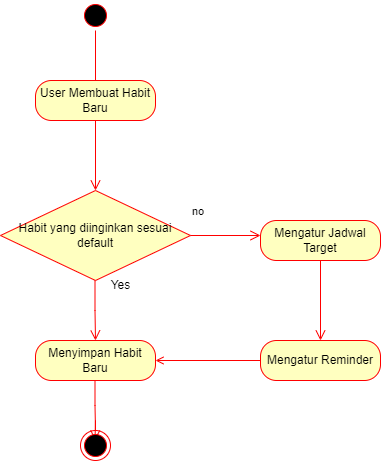 User Membuat Habit
Baru
Habit yang diinginkan sesuai
default
no
Mengatur Jadwal
Target
Yes
Menyimpan Habit
Baru
Mengatur Reminder